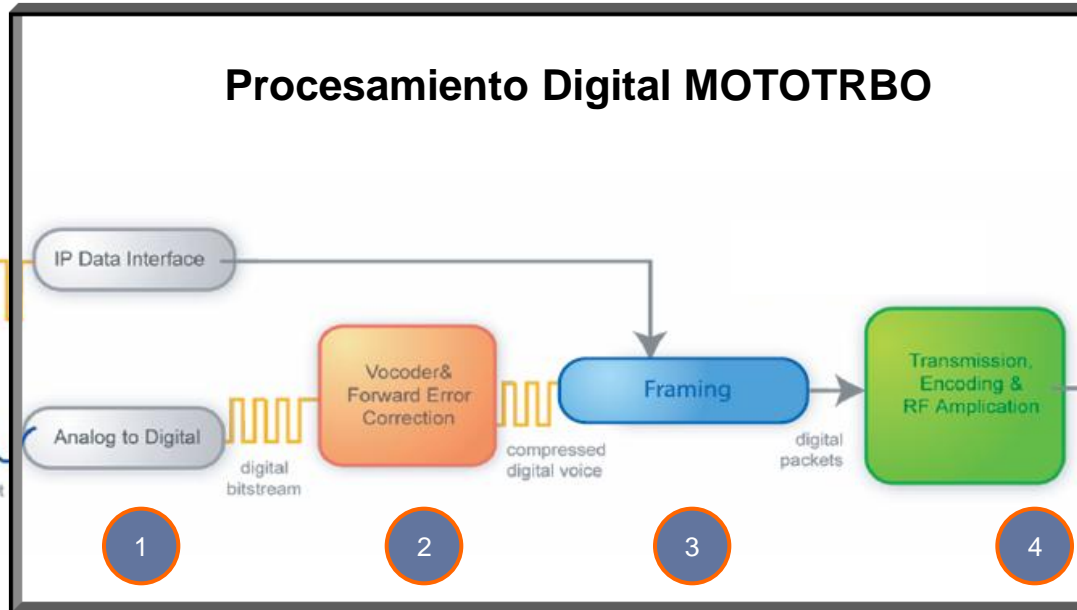 Procesamiento Digital MOTOTRBO
IP Data Interface
Analog to Digital
digital
bitstream
Vocoder&
Forward Error
Correction
compressed
digital voice
Framing
digital
packets
Transmission,
Encoding &
RF Amplication
1
2
3
4